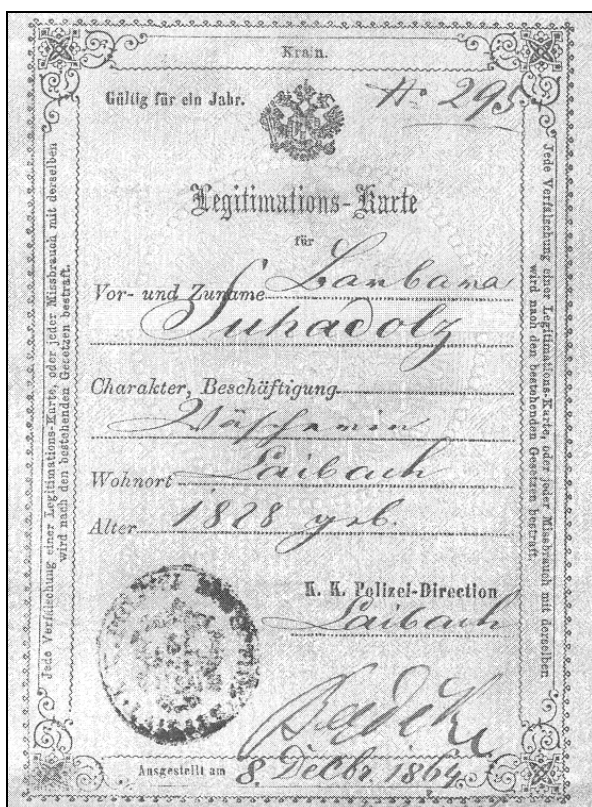 Krain.
Gültig für ein Jahr.
No. 295
Legitimations-Karte
für
Vor- und Zuname Barbara
Suhadolz
Charakter, Beschäftigung
Wäscherin
Wohnort Laibach
Alter 1828 geb.
K. K. Polizei-Direction
Laibach
Ausgestellt am 8. Decbr. 1864
Jede Verfälschung einer Legitimations-Karte, oder jeder Missbrauch mit derselben
wird nach den bestehenden Gesetzen bestraft.
Jede Verfälschung einer Legitimations-Karte, oder jeder Missbrauch mit derselben
wird nach den bestehenden Gesetzen bestraft.